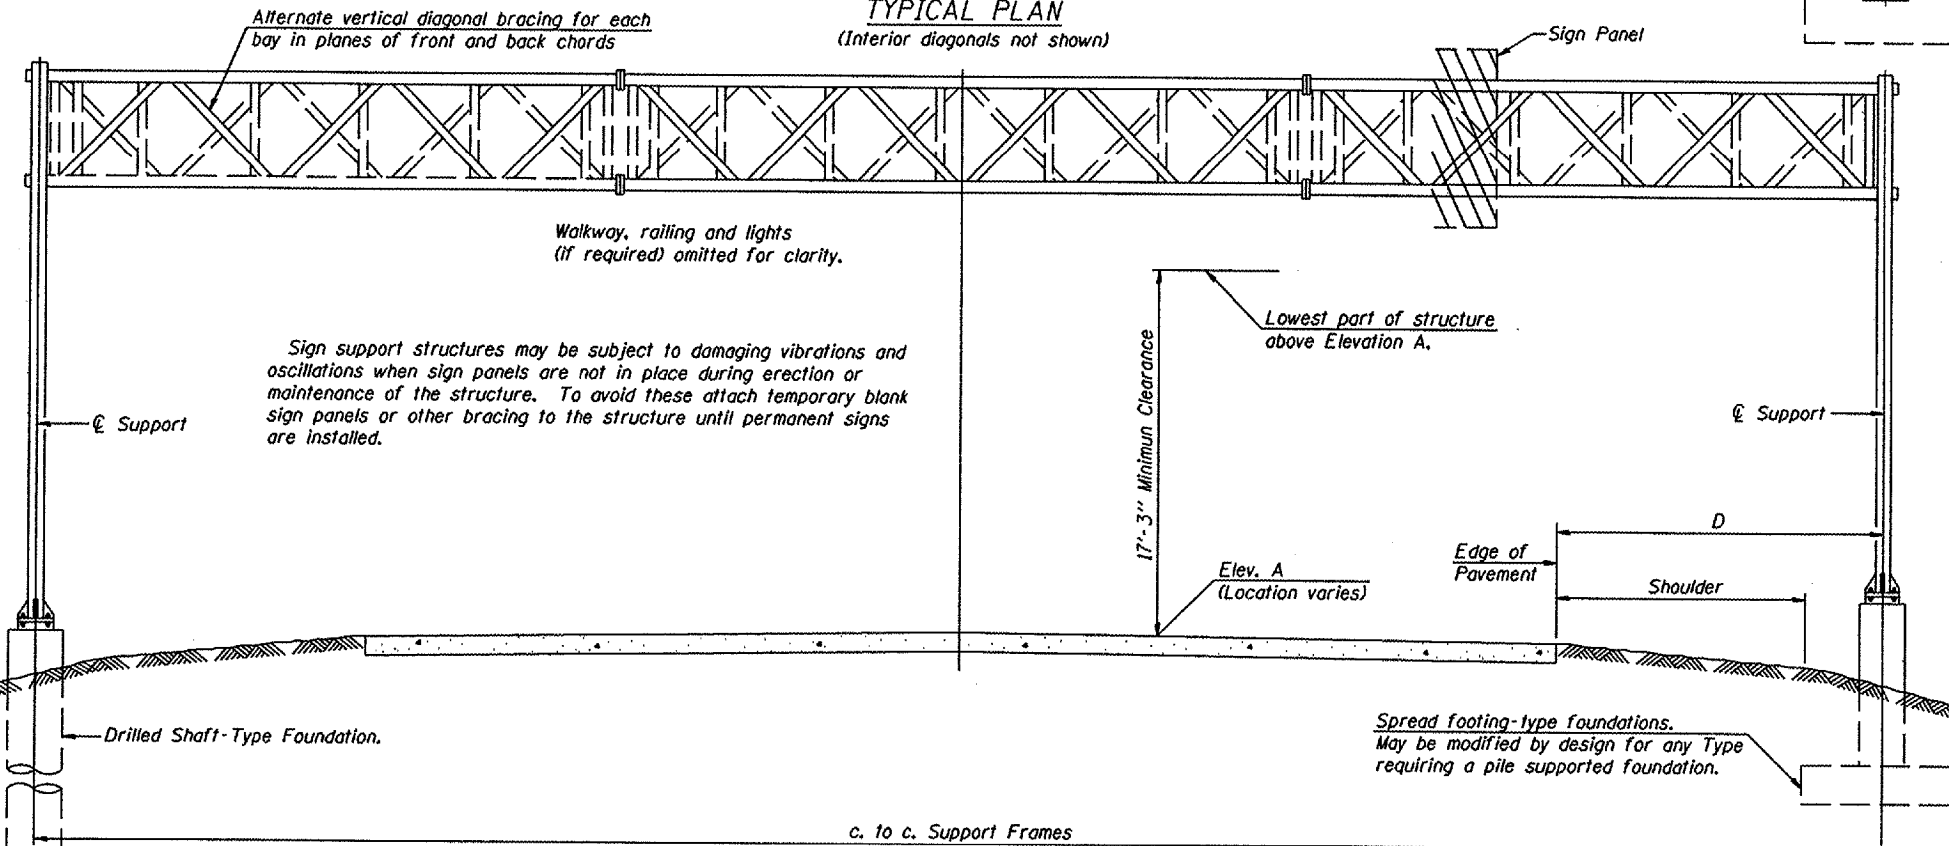 TYPICAL PLAN
(Interior diagonals not shown)
Alternate vertical diagonal bracing for each
bay in planes of front and back chords
Sign Panel
Walkway, railing and lights
(if required) omitted for clarity.
Lowest part of structure
above Elevation A.
17'-3" Minimun Clearance
Sign support structures may be subject to damaging vibrations and
oscillations when sign panels are not in place during erection or
maintenance of the structure. To avoid these attach temporary blank
sign panels or other bracing to the structure until permanent signs
are installed.
℄ Support
℄ Support
D
Edge of
Pavement
Shoulder
Elev. A
(Location varies)
Drilled Shaft-Type Foundation.
Spread footing-type foundations.
May be modified by design for any Type
requiring a pile supported foundation.
c. to c. Support Frames